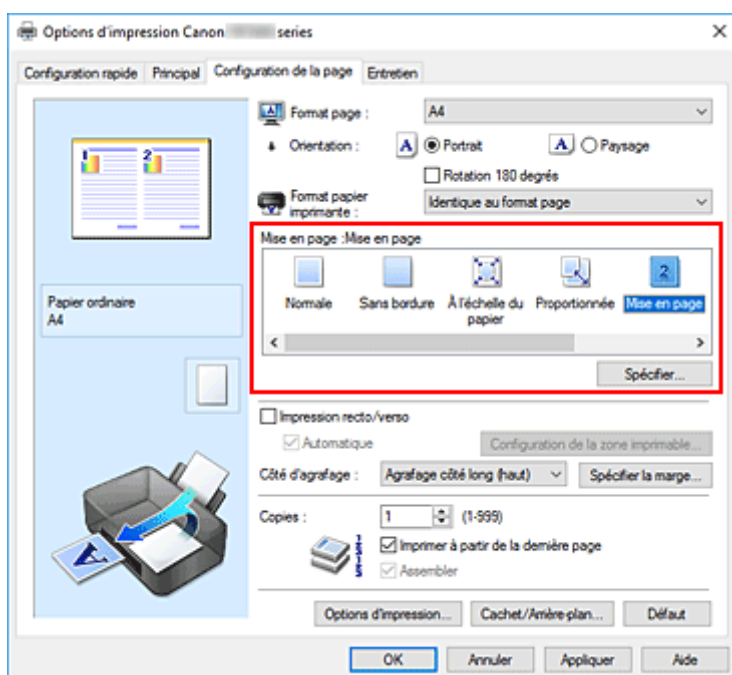 Options d'impression Canon series
Configuration rapide Principal Configuration de la page Entretien
Format page : A4
Orientation : A Portrait A Paysage
Rotation 180 degrés
Format papier
imprimante : Identique au format page
Mise en page :Mise en page
1 2
2
Normale Sans bordure À l'échelle du Proportionnée Mise en page
papier
Papier ordinaire
A4
Spécifier...
Impression recto/verso
Automatique Configuration de la zone imprimable...
Côté d'agrafage : Agrafage côté long (haut) Spécifier la marge...
Copies : 1 (1-999)
Imprimer à partir de la dernière page
Assembler
A
Options d'impression... Cachet/Arrière-plan... Défaut
OK Annuler Appliquer Aide